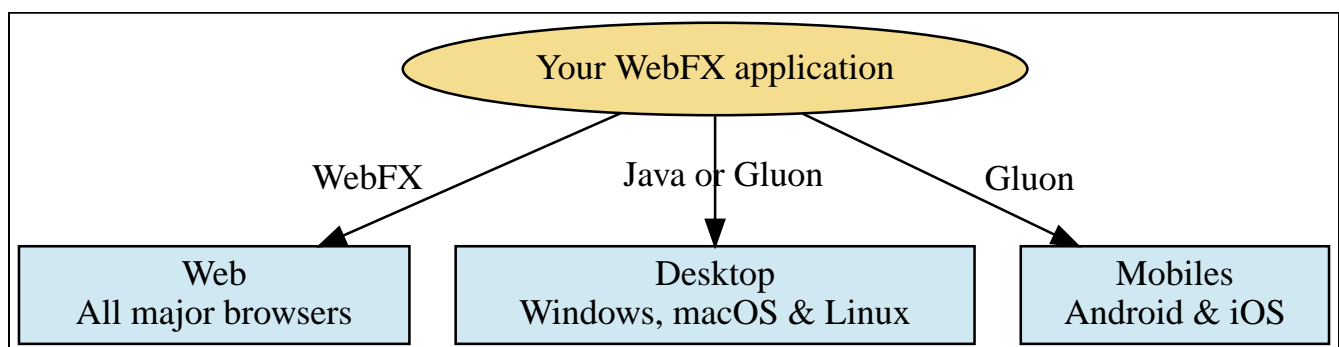 Your WebFX application
WebFX
Java or Gluon
Gluon
Web
All major browsers
Desktop
Windows, macOS & Linux
Mobiles
Android & iOS